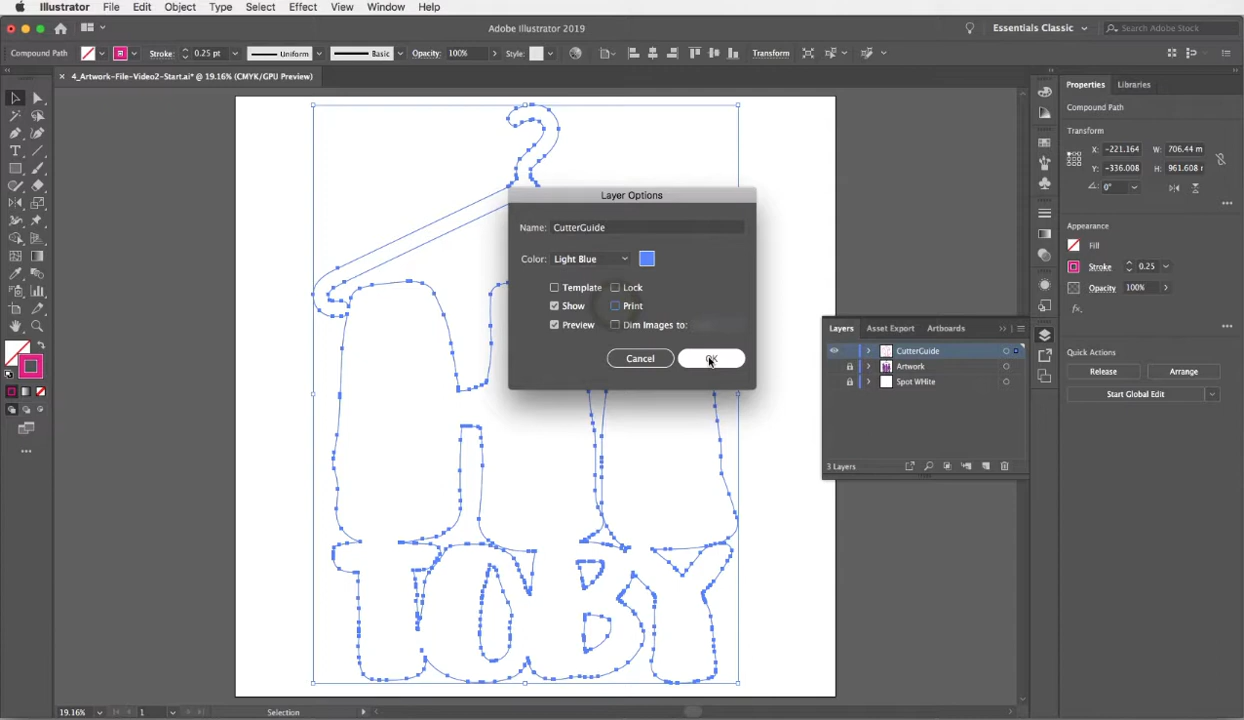 Illustrator File Edit Object Type Select Effect View Window Help
Adobe Illustrator 2019
Essentials Classic
Search Adobe Stock
Compound Path Stroke: 0.25 pt Uniform Basic Opacity: 100% Style: Transform
4_Artwork-File-Video2-Start.ai* @ 19.16% (CMYK/GPU Preview)
Properties Libraries
Compound Path
Transform
X: -221.164 W: 706.44 m
Y: -336.008 H: 961.608 r
0°
Appearance
Fill
Stroke 0.25
Opacity 100%
fx.
Quick Actions
Release Arrange
Start Global Edit
Layer Options
Name: CutterGuide
Color: Light Blue
Template Lock
Show Print
Preview Dim Images to:
Cancel OK
Layers Asset Export Artboards
CutterGuide
Artwork
Spot WHite
3 Layers
TOBY
19.16% 1 Selection